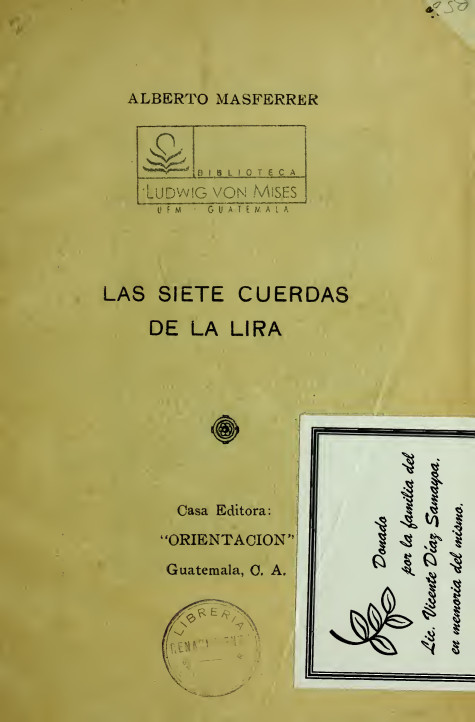 ALBERTO MASFERRER
BIBLIOTECA
LUDWIG VON MISES
UFM - GUATEMALA
LAS SIETE CUERDAS
DE LA LIRA
Casa Editora:
"ORIENTACION"
Guatemala, C. A.
LIBRERIA
Donado
por la familia del
Lic. Vicente Díaz Samayoa.
en memoria del mismo.